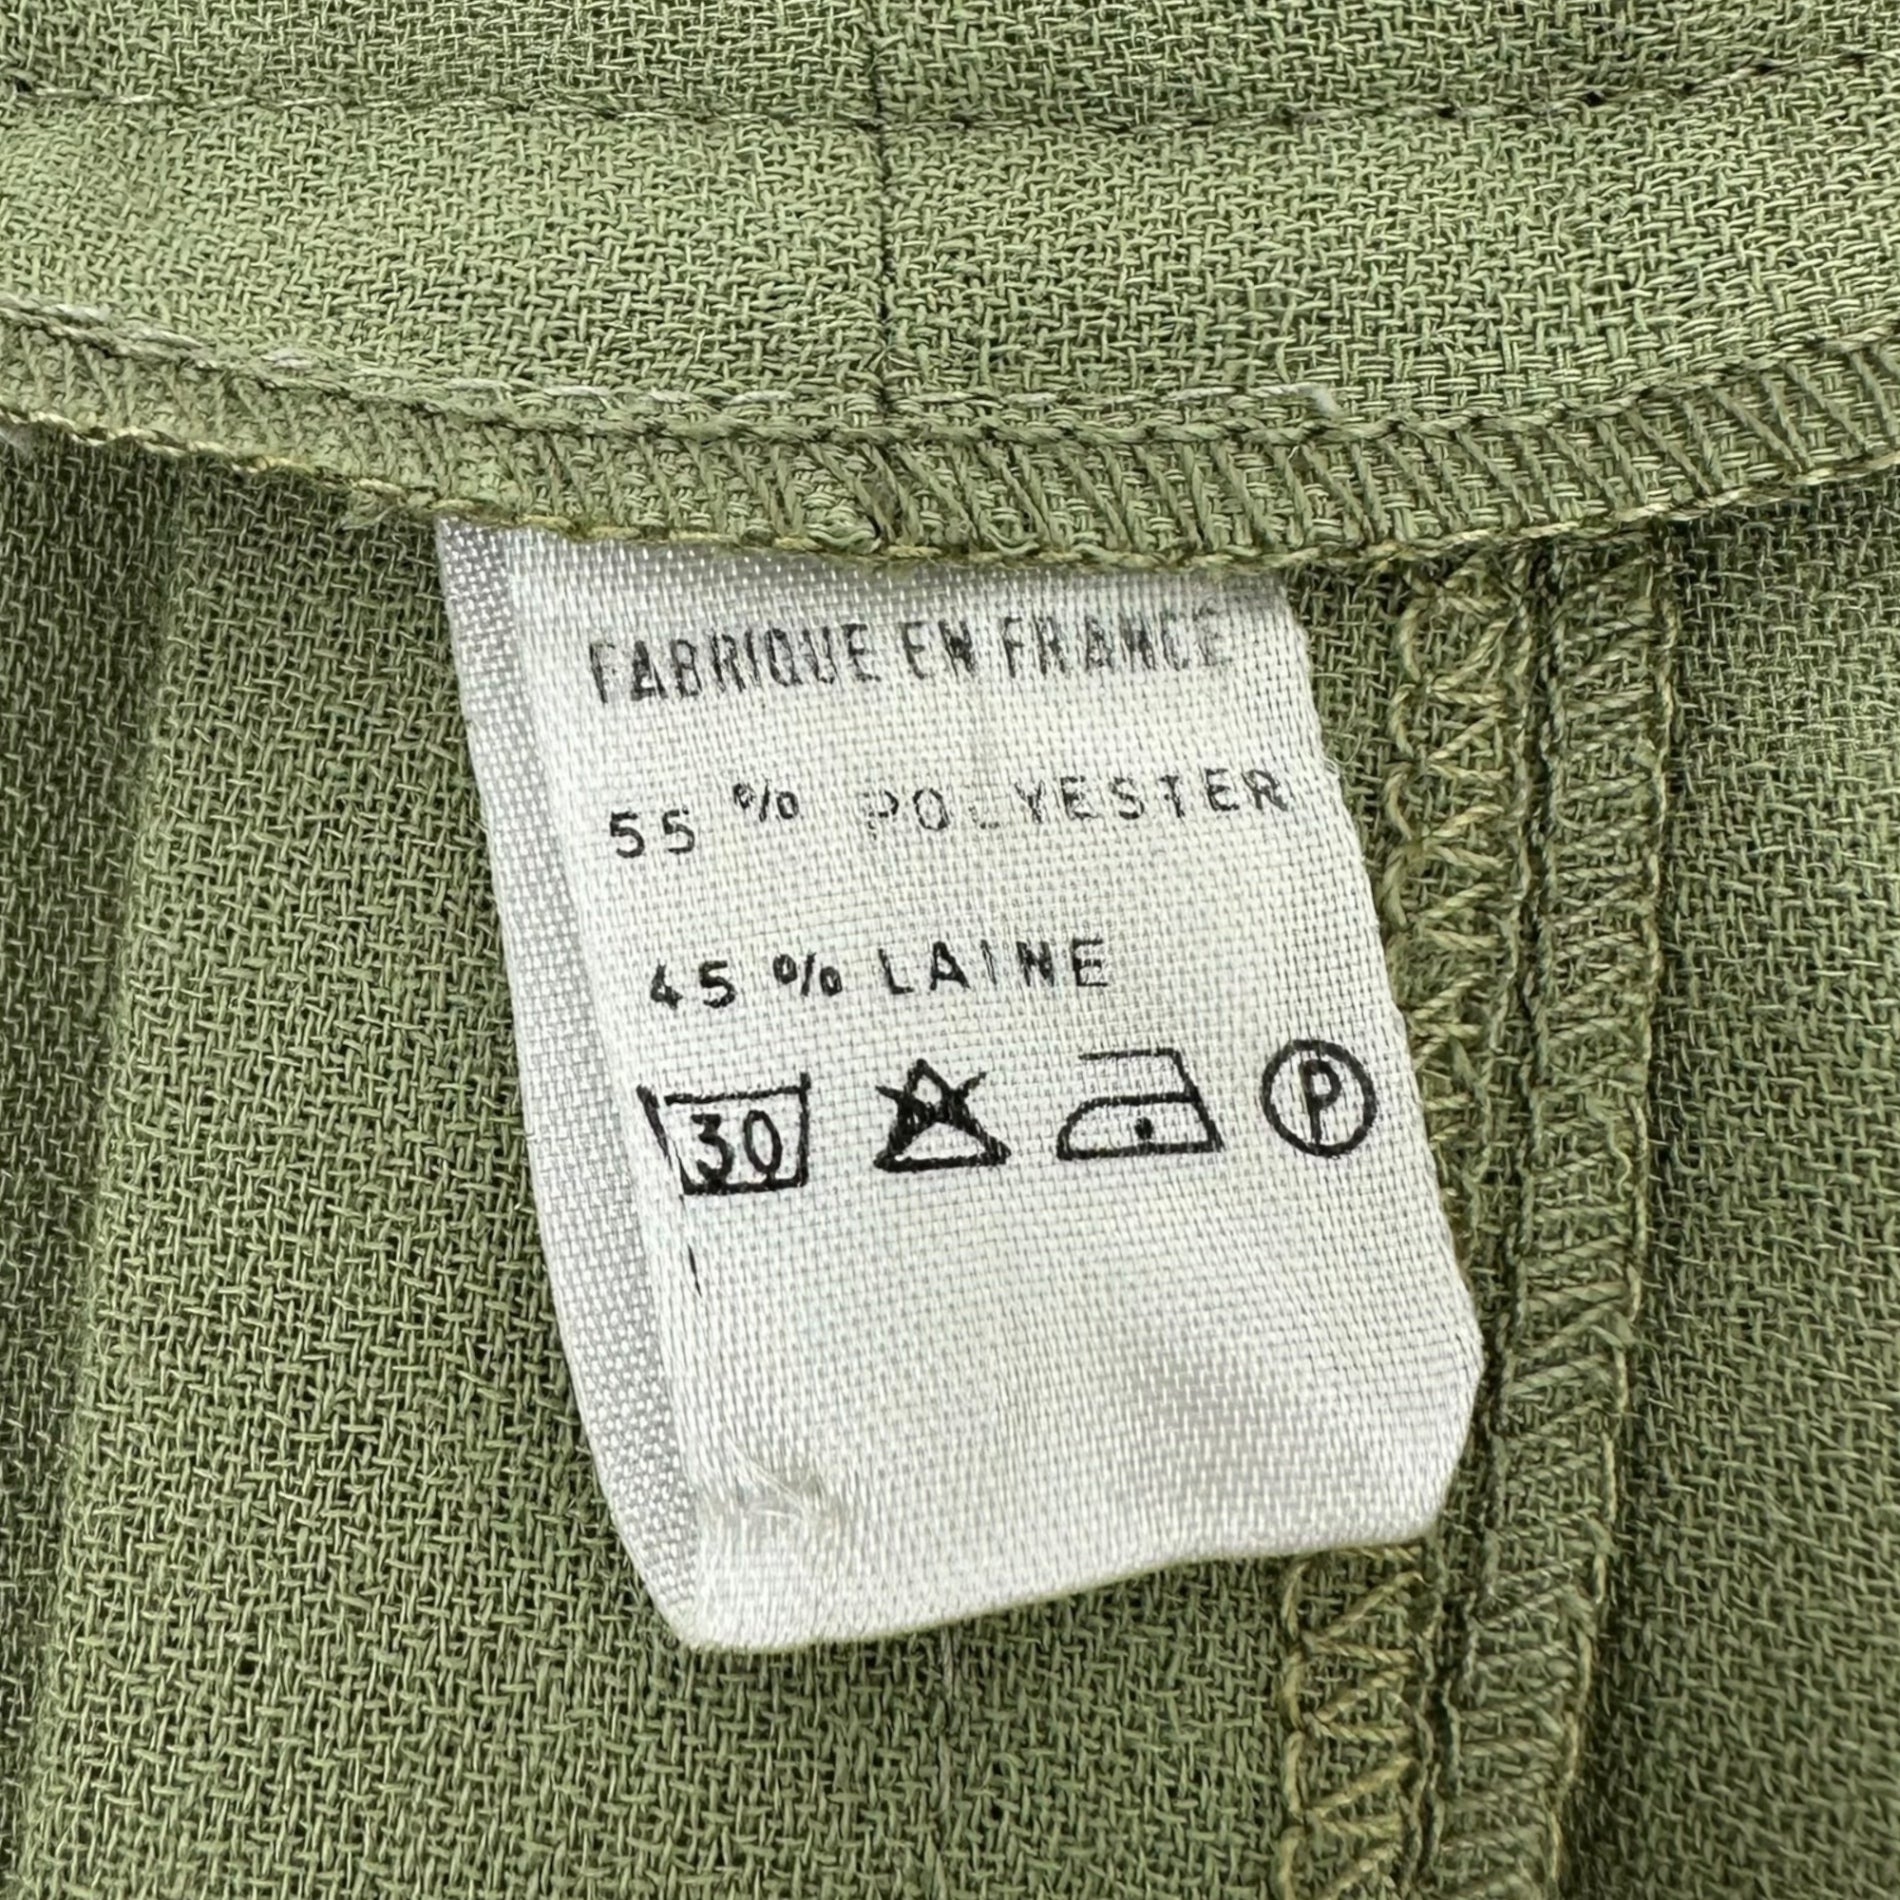 FABRIQUE EN FRANCE
55 % POLYESTER
45 % LAINE
30 P